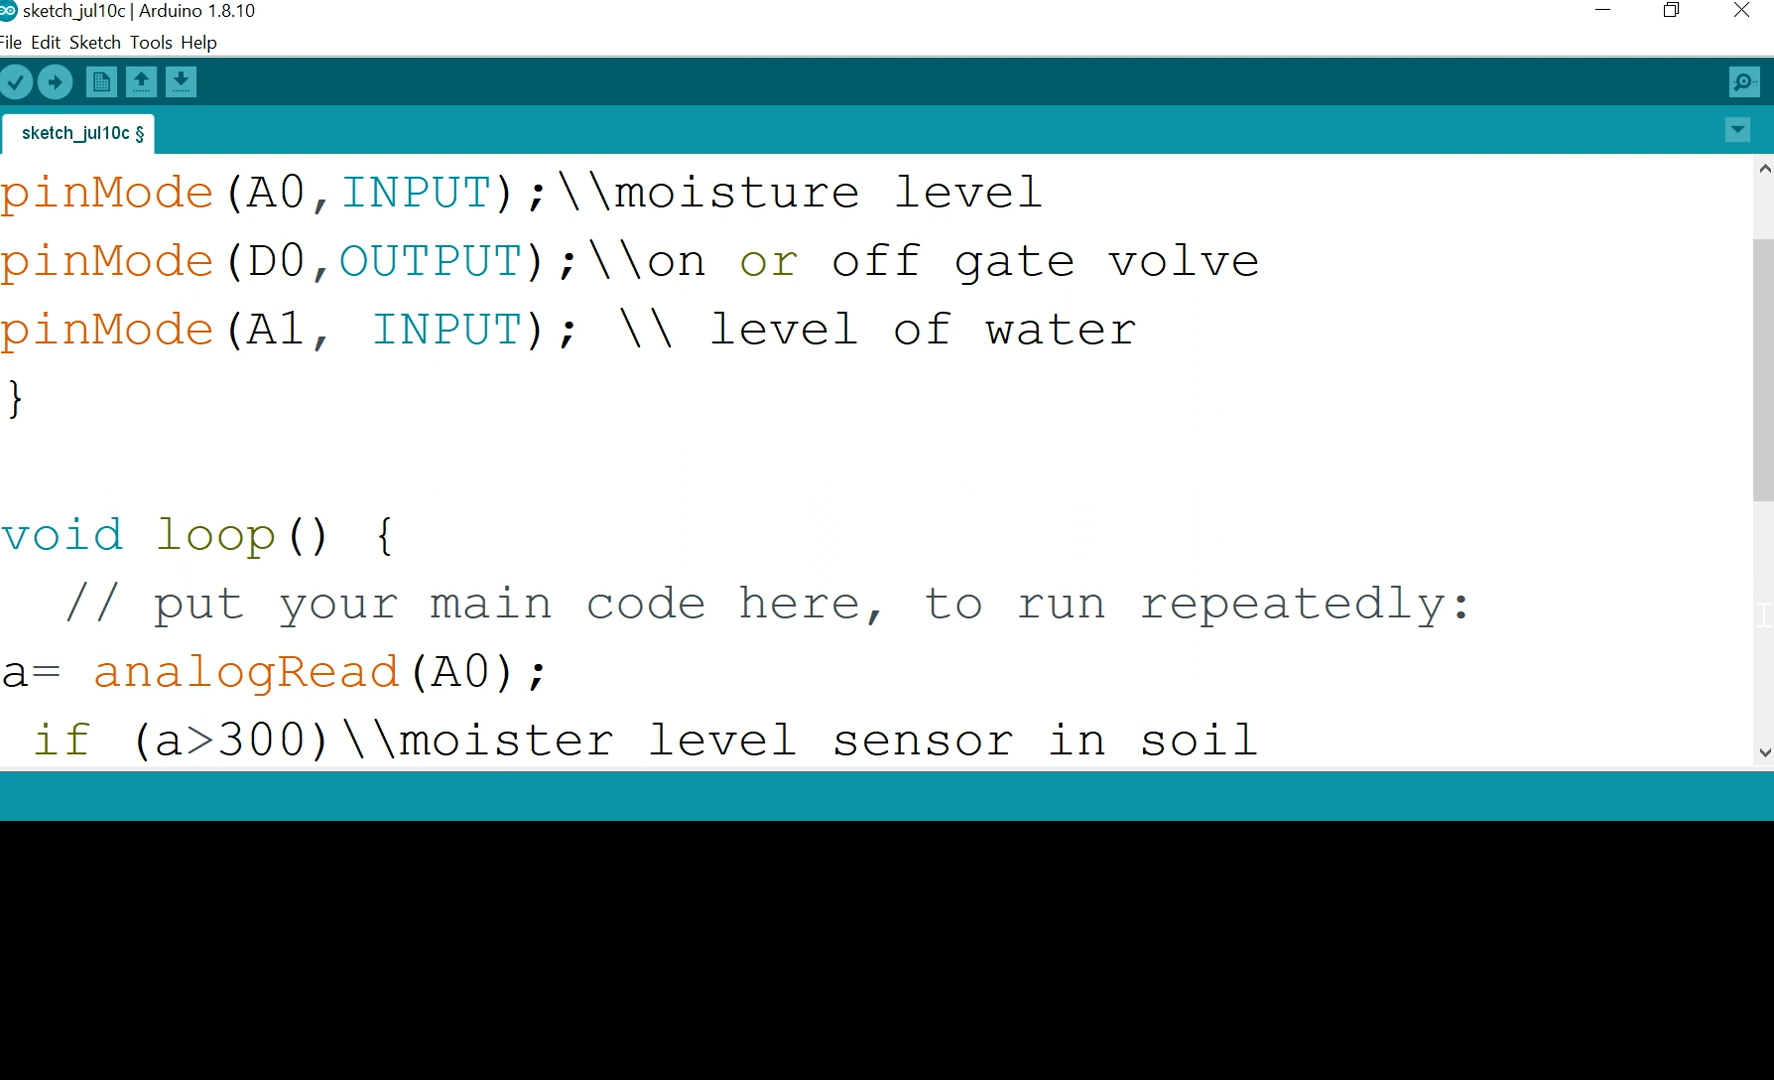 sketch_jul10c | Arduino 1.8.10
File Edit Sketch Tools Help
sketch_jul10c §
pinMode(A0,INPUT);\\moisture level
pinMode(D0,OUTPUT);\\on or off gate volve
pinMode(A1, INPUT); \\ level of water
}
void loop() {
// put your main code here, to run repeatedly:
a= analogRead(A0);
if (a>300)\\moister level sensor in soil